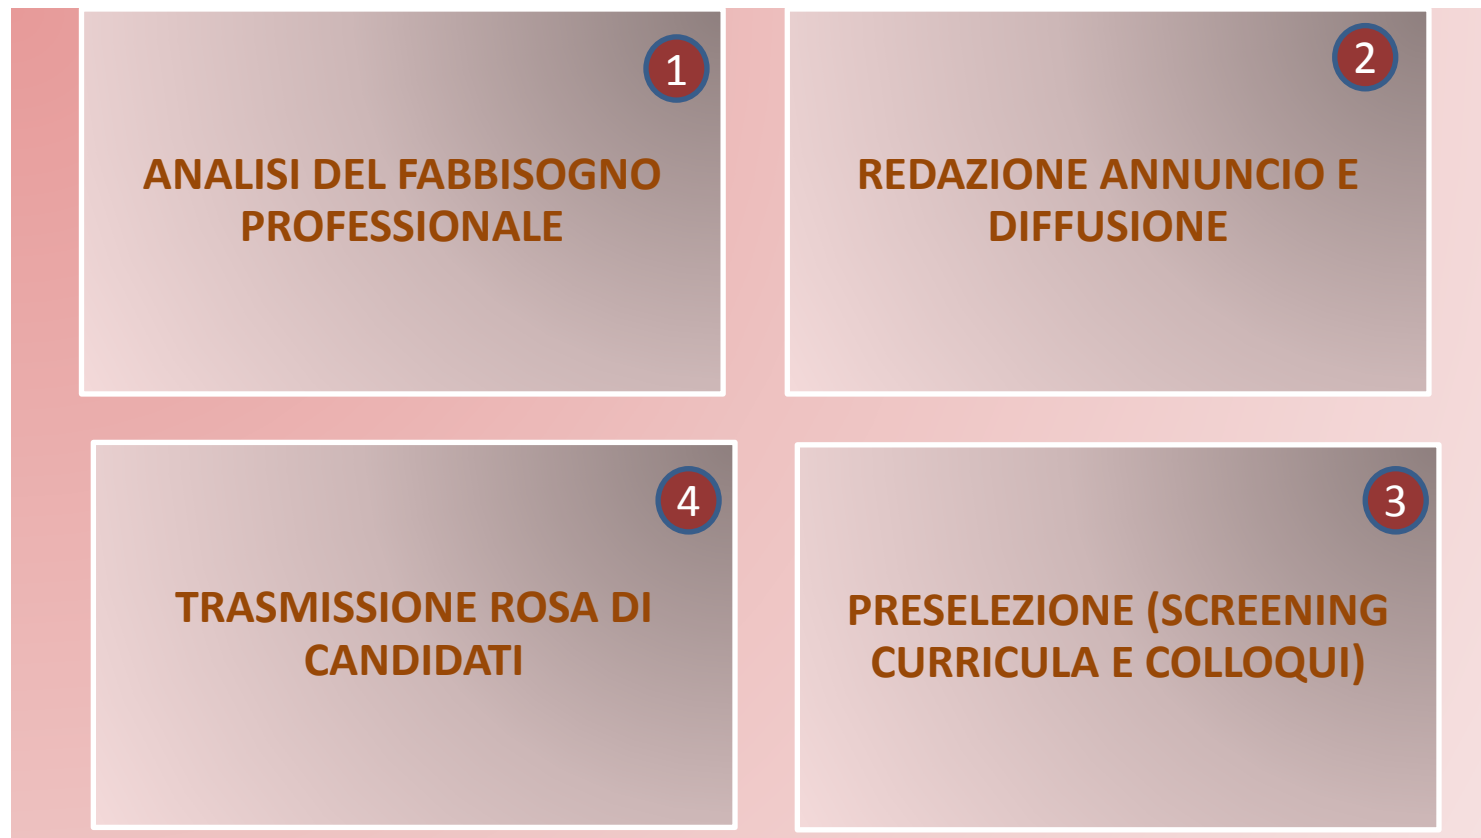 1
ANALISI DEL FABBISOGNO
PROFESSIONALE
2
REDAZIONE ANNUNCIO E
DIFFUSIONE
3
PRESELEZIONE (SCREENING
CURRICULA E COLLOQUI)
4
TRASMISSIONE ROSA DI
CANDIDATI